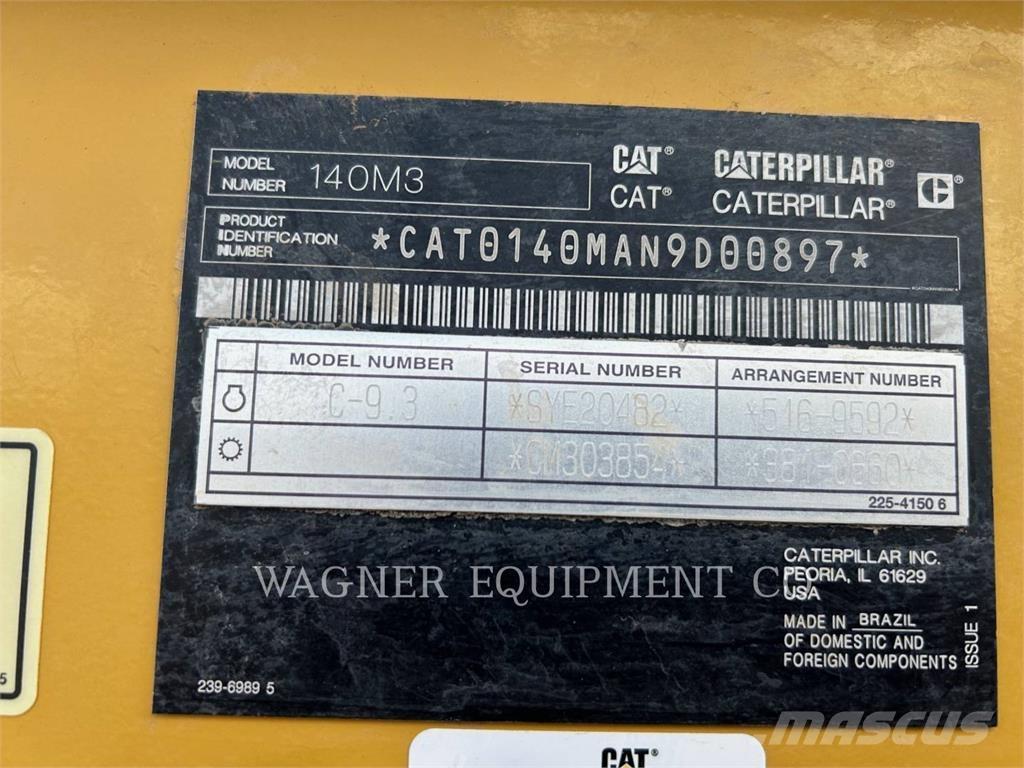 MODEL NUMBER 140M3
CAT® CATERPILLAR®
CAT® CATERPILLAR® C®
PRODUCT IDENTIFICATION NUMBER *CAT0140MAN9D00897*
MODEL NUMBER SERIAL NUMBER ARRANGEMENT NUMBER
C-9.3 *SYE20482* *516-9592*
225-4150 6
CATERPILLAR INC.
PEORIA, IL 61629
USA
WAGNER EQUIPMENT
MADE IN BRAZIL
OF DOMESTIC AND
FOREIGN COMPONENTS
ISSUE 1
239-6989 5
5
CAT®
MASCUS